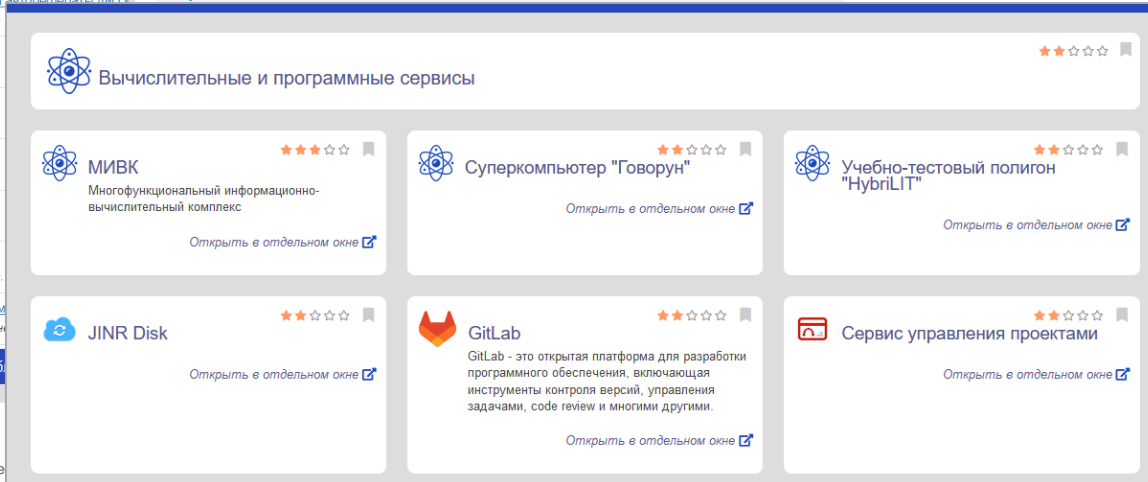 Вычислительные и программные сервисы
МИВК
Многофункциональный информационно-
вычислительный комплекс
Открыть в отдельном окне
Суперкомпьютер "Говорун"
Открыть в отдельном окне
Учебно-тестовый полигон
"HybriLIT"
Открыть в отдельном окне
JINR Disk
Открыть в отдельном окне
GitLab
GitLab - это открытая платформа для разработки
программного обеспечения, включающая
инструменты контроля версий, управления
задачами, code review и многими другими.
Открыть в отдельном окне
Сервис управления проектами
Открыть в отдельном окне